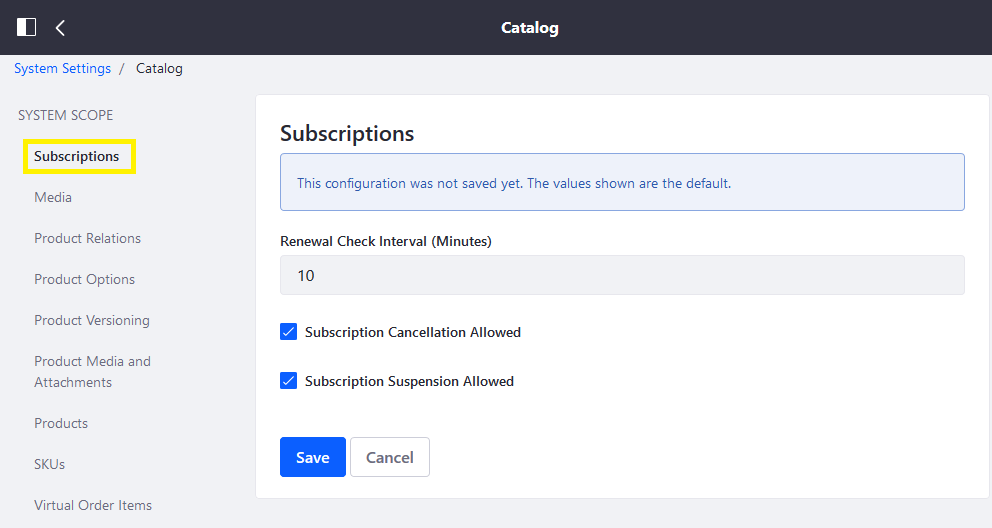 Catalog
System Settings / Catalog
SYSTEM SCOPE
Subscriptions
Media
Product Relations
Product Options
Product Versioning
Product Media and
Attachments
Products
SKUs
Virtual Order Items
Subscriptions
This configuration was not saved yet. The values shown are the default.
Renewal Check Interval (Minutes)
10
Subscription Cancellation Allowed
Subscription Suspension Allowed
Save Cancel